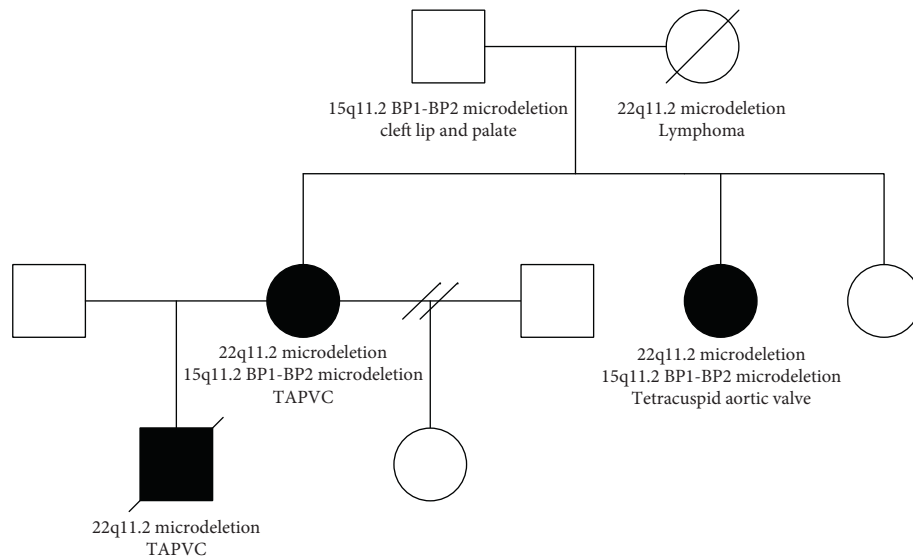 15q11.2 BP1-BP2 microdeletion
cleft lip and palate
22q11.2 microdeletion
Lymphoma
22q11.2 microdeletion
15q11.2 BP1-BP2 microdeletion
TAPVC
22q11.2 microdeletion
15q11.2 BP1-BP2 microdeletion
Tetracuspid aortic valve
22q11.2 microdeletion
TAPVC